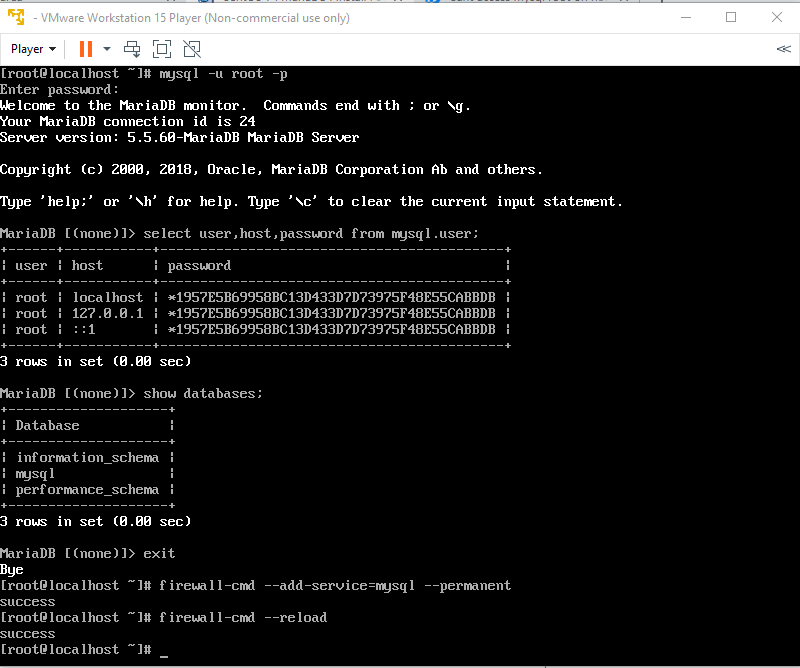 - VMware Workstation 15 Player (Non-commercial use only)
Player
[root@localhost ~]# mysql -u root -p
Enter password:
Welcome to the MariaDB monitor.  Commands end with ; or \g.
Your MariaDB connection id is 24
Server version: 5.5.60-MariaDB MariaDB Server

Copyright (c) 2000, 2018, Oracle, MariaDB Corporation Ab and others.

Type 'help;' or '\h' for help. Type '\c' to clear the current input statement.

MariaDB [(none)]> select user,host,password from mysql.user;
+------+-----------+-------------------------------------------+
| user | host      | password                                  |
+------+-----------+-------------------------------------------+
| root | localhost | *1957E5B69958BC13D433D7D73975F48E55CABBDB |
| root | 127.0.0.1 | *1957E5B69958BC13D433D7D73975F48E55CABBDB |
| root | ::1       | *1957E5B69958BC13D433D7D73975F48E55CABBDB |
+------+-----------+-------------------------------------------+
3 rows in set (0.00 sec)

MariaDB [(none)]> show databases;
+--------------------+
| Database           |
+--------------------+
| information_schema |
| mysql              |
| performance_schema |
+--------------------+
3 rows in set (0.00 sec)

MariaDB [(none)]> exit
Bye
[root@localhost ~]# firewall-cmd --add-service=mysql --permanent
success
[root@localhost ~]# firewall-cmd --reload
success
[root@localhost ~]# _